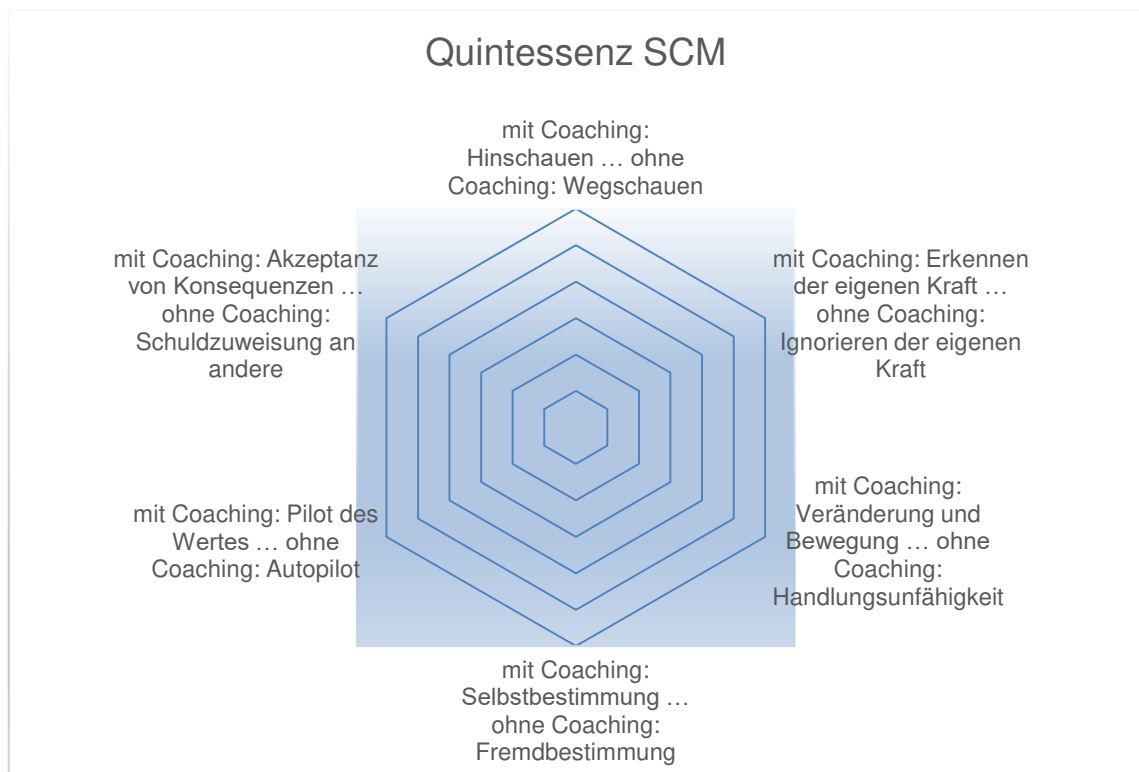 Quintessenz SCM
mit Coaching:
Hinschauen … ohne
Coaching: Wegschauen
mit Coaching: Erkennen
der eigenen Kraft …
ohne Coaching:
Ignorieren der eigenen
Kraft
mit Coaching:
Veränderung und
Bewegung … ohne
Coaching:
Handlungsunfähigkeit
mit Coaching:
Selbstbestimmung …
ohne Coaching:
Fremdbestimmung
mit Coaching: Pilot des
Wertes … ohne
Coaching: Autopilot
mit Coaching: Akzeptanz
von Konsequenzen …
ohne Coaching:
Schuldzuweisung an
andere